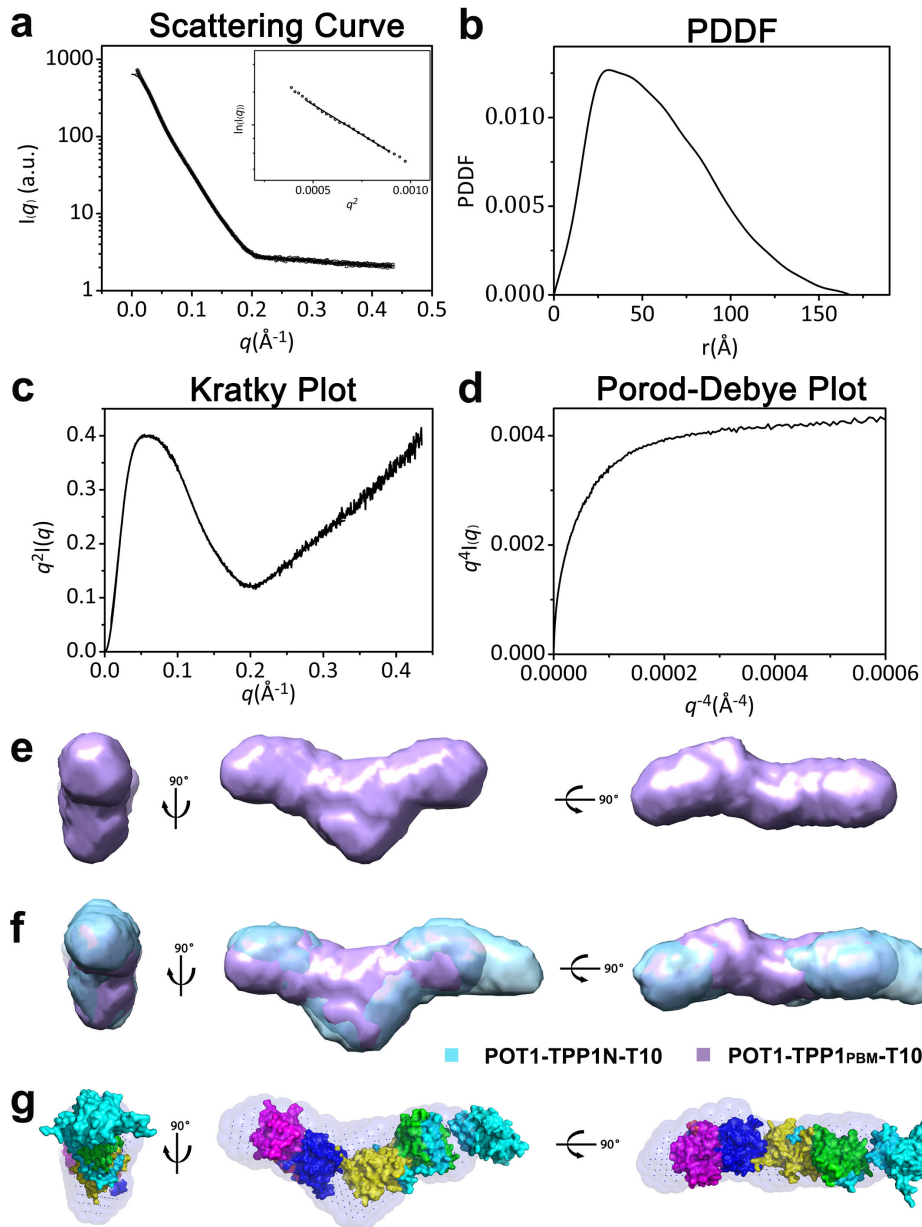 a Scattering Curve
1000
100
10
1
I(q) (a.u.)
0.0 0.1 0.2 0.3 0.4 0.5
q(Å-1)
ln(I(q))
0.0005 0.0010
q2
b PDDF
0.010
0.005
0.000
PDDF
0 50 100 150
r(Å)
c Kratky Plot
0.4
0.3
0.2
0.1
0.0
q2I(q)
0.0 0.1 0.2 0.3 0.4
q(Å-1)
d Porod-Debye Plot
0.004
0.002
0.000
q4I(q)
0.0000 0.0002 0.0004 0.0006
q-4(Å-4)
e
90°
90°
f
90°
90°
POT1-TPP1N-T10 POT1-TPP1PBM-T10
g
90°
90°